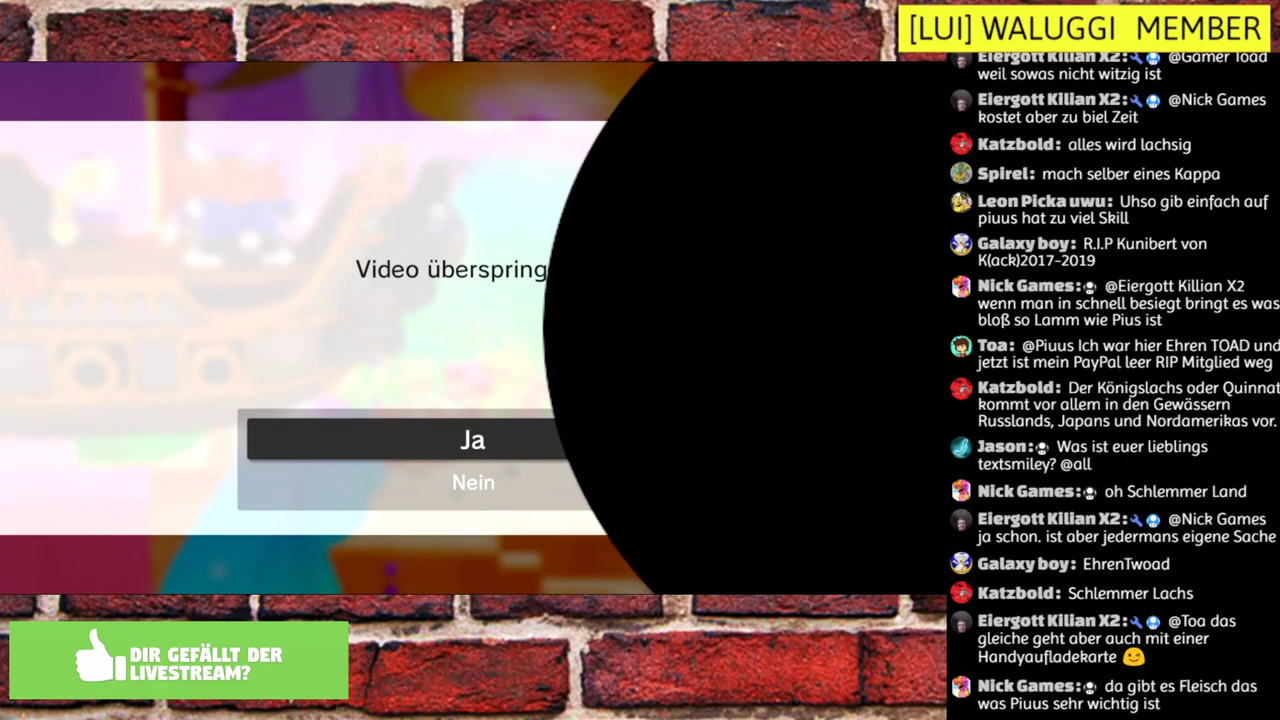 [LUI] WALUGGI MEMBER
Video überspring
Ja
Nein
DIR GEFÄLLT DER
LIVESTREAM?
Eiergott Kilian X2: @Gamer Toad
weil sowas nicht witzig ist
Eiergott Kilian X2: @Nick Games
kostet aber zu biel Zeit
Katzbold: alles wird lachsig
Spirel: mach selber eines Kappa
Leon Picka uwu: Uhso gib einfach auf
piuus hat zu viel Skill
Galaxy boy: R.I.P Kunibert von
K(ack)2017-2019
Nick Games: @Eiergott Killian X2
wenn man in schnell besiegt bringt es was
bloß so Lamm wie Pius ist
Toa: @Piuus Ich war hier Ehren TOAD und
jetzt ist mein PayPal leer RIP Mitglied weg
Katzbold: Der Königslachs oder Quinnat
kommt vor allem in den Gewässern
Russlands, Japans und Nordamerikas vor.
Jason: Was ist euer lieblings
textsmiley? @all
Nick Games: oh Schlemmer Land
Eiergott Kilian X2: @Nick Games
ja schon. ist aber jedermans eigene Sache
Galaxy boy: EhrenTwoad
Katzbold: Schlemmer Lachs
Eiergott Kilian X2: @Toa das
gleiche geht aber auch mit einer
Handyaufladekarte 😉
Nick Games: da gibt es Fleisch das
was Piuus sehr wichtig ist